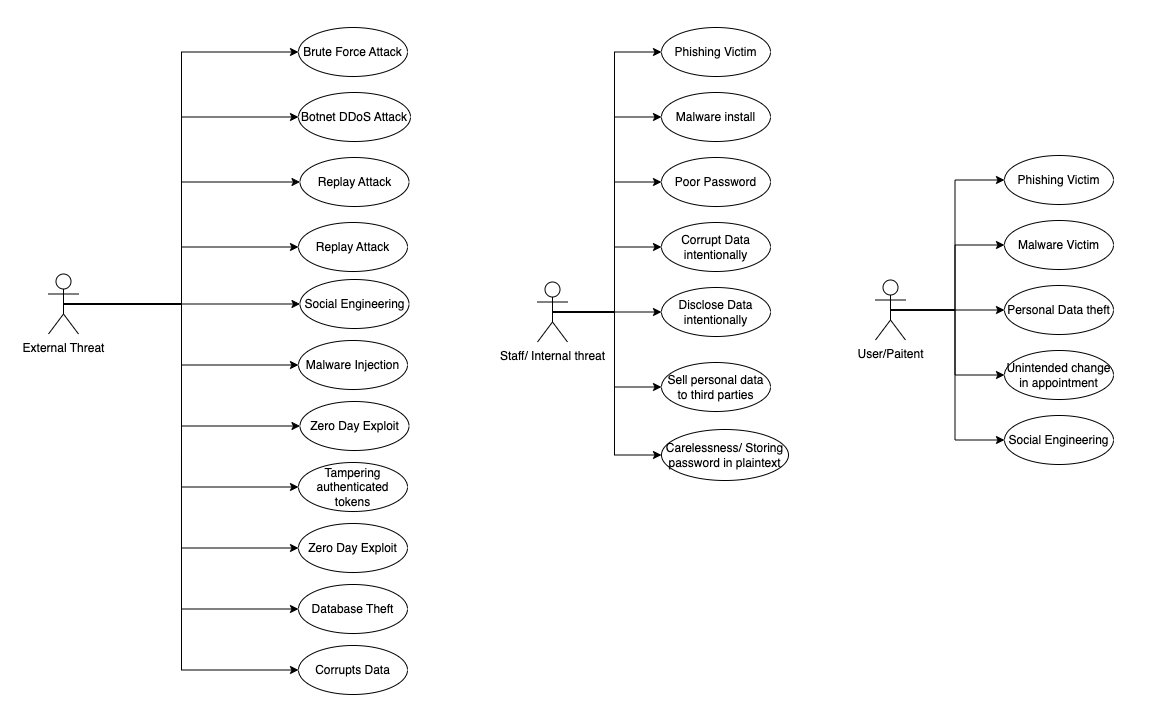 Brute Force Attack
Botnet DDoS Attack
Replay Attack
Replay Attack
Social Engineering
External Threat
Malware Injection
Zero Day Exploit
Tampering
authenticated
tokens
Zero Day Exploit
Database Theft
Corrupts Data
Phishing Victim
Malware install
Poor Password
Corrupt Data
intentionally
Disclose Data
intentionally
Staff/ Internal threat
Sell personal data
to third parties
Carelessness/ Storing
password in plaintext
Phishing Victim
Malware Victim
Personal Data theft
User/Paitent
Unintended change
in appointment
Social Engineering